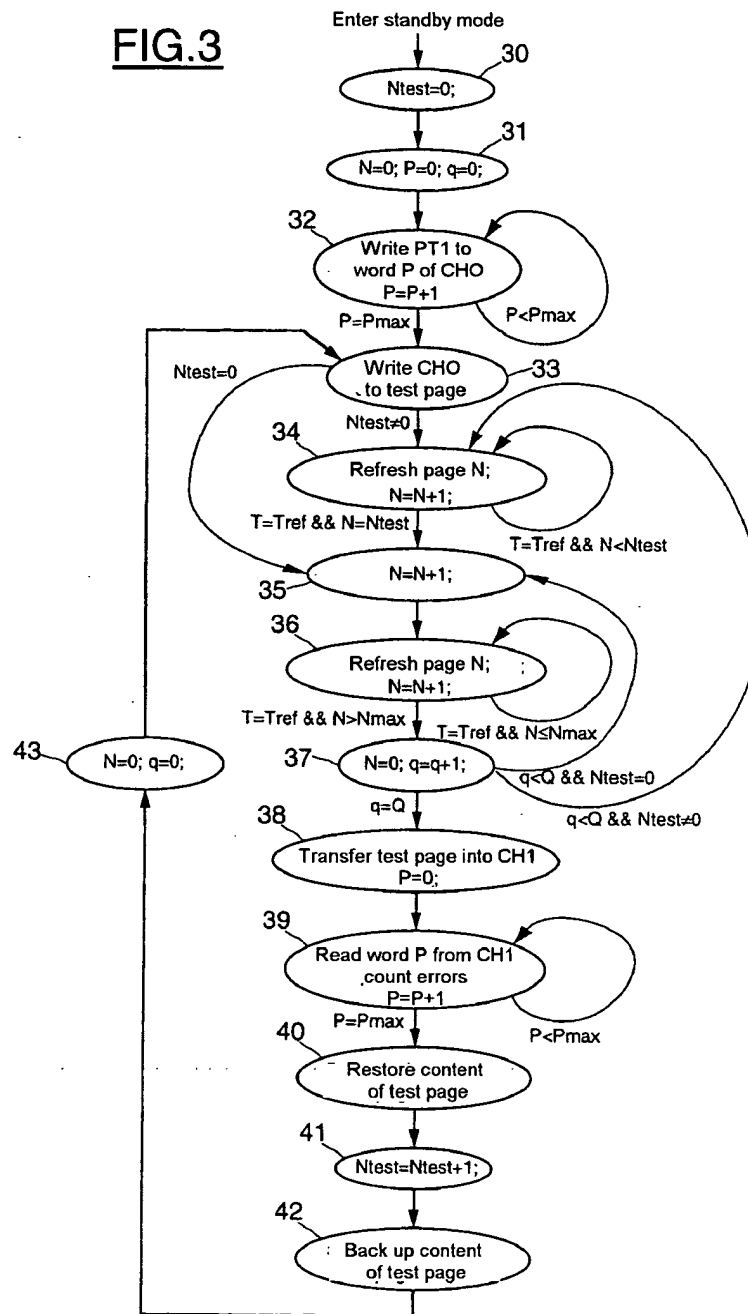 FIG.3
Enter standby mode
30
Ntest=0;
31
N=0; P=0; q=0;
32
Write PT1 to
word P of CHO
P=P+1
P<Pmax
P=Pmax
Write CHO
to test page
33
Ntest=0
Ntest≠0
34
Refresh page N;
N=N+1;
T=Tref && N=Ntest
T=Tref && N<Ntest
N=N+1;
35
36
Refresh page N;
N=N+1;
T=Tref && N>Nmax
T=Tref && N≤Nmax
43
N=0; q=0;
37
N=0; q=q+1;
q<Q && Ntest=0
q<Q && Ntest≠0
q=Q
38
Transfer test page into CH1
P=0;
39
Read word P from CH1
count errors
P=P+1
P=Pmax
P<Pmax
40
Restore content
of test page
41
Ntest=Ntest+1;
42
Back up content
of test page